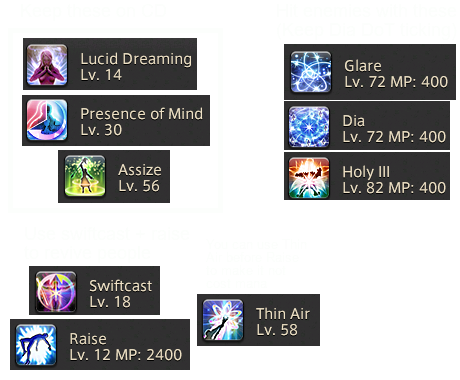 Lucid Dreaming
Lv. 14
Presence of Mind
Lv. 30
Assize
Lv. 56
Glare
Lv. 72 MP: 400
Dia
Lv. 72 MP: 400
Holy III
Lv. 82 MP: 400
Swiftcast
Lv. 18
Raise
Lv. 12 MP: 2400
Thin Air
Lv. 58